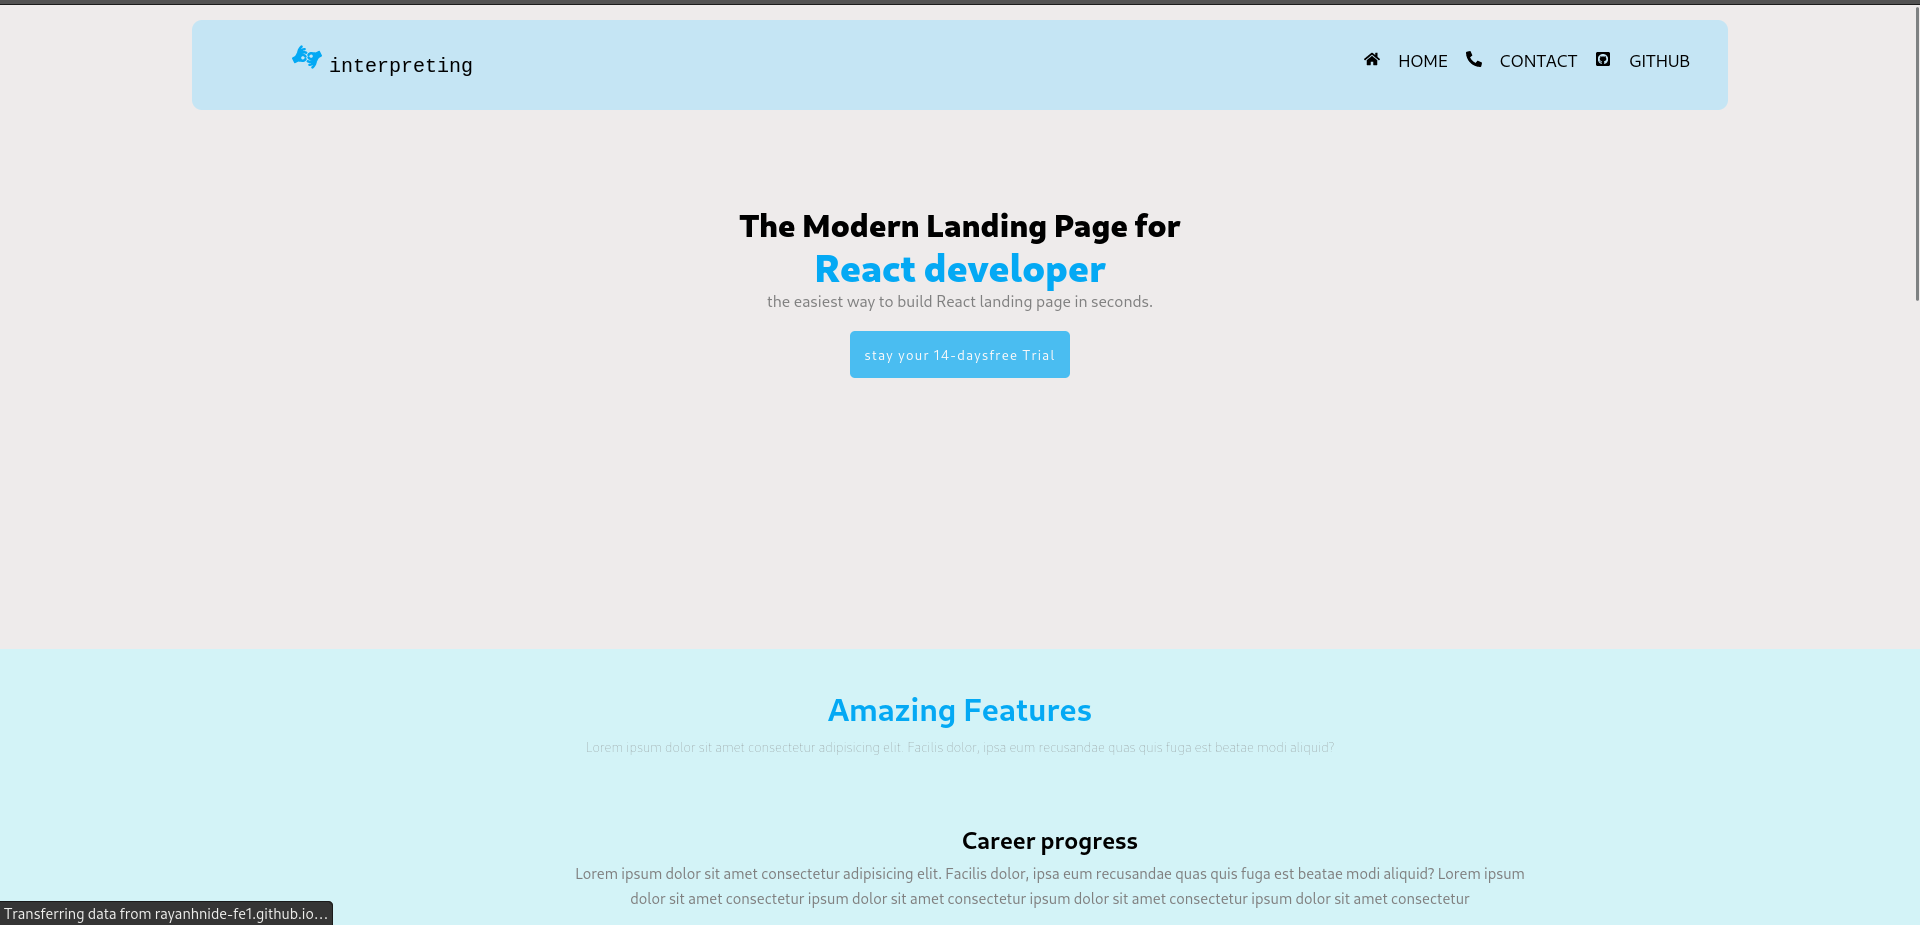 interpreting
HOME CONTACT GITHUB
The Modern Landing Page for
React developer
the easiest way to build React landing page in seconds.
stay your 14-daysfree Trial
Amazing Features
Lorem ipsum dolor sit amet consectetur adipisicing elit. Facilis dolor, ipsa eum recusandae quas quis fuga est beatae modi aliquid?
Career progress
Lorem ipsum dolor sit amet consectetur adipisicing elit. Facilis dolor, ipsa eum recusandae quas quis fuga est beatae modi aliquid? Lorem ipsum
dolor sit amet consectetur ipsum dolor sit amet consectetur ipsum dolor sit amet consectetur ipsum dolor sit amet consectetur
Transferring data from rayanhnide-fe1.github.io…